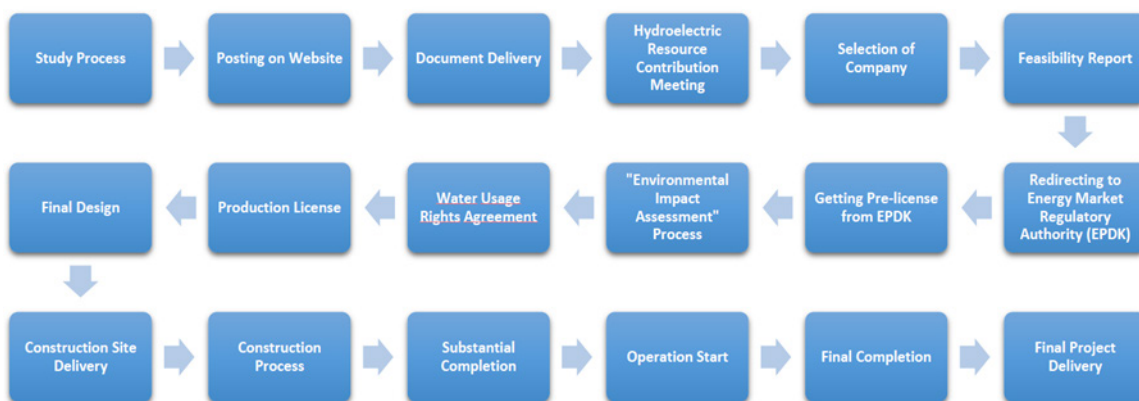 Study Process
Posting on Website
Document Delivery
Hydroelectric
Resource
Contribution
Meeting
Selection of
Company
Feasibility Report
Redirecting to
Energy Market
Regulatory
Authority (EPDK)
Getting Pre-license
from EPDK
"Environmental
Impact
Assessment"
Process
Water Usage
Rights Agreement
Production License
Final Design
Construction Site
Delivery
Construction
Process
Substantial
Completion
Operation Start
Final Completion
Final Project
Delivery